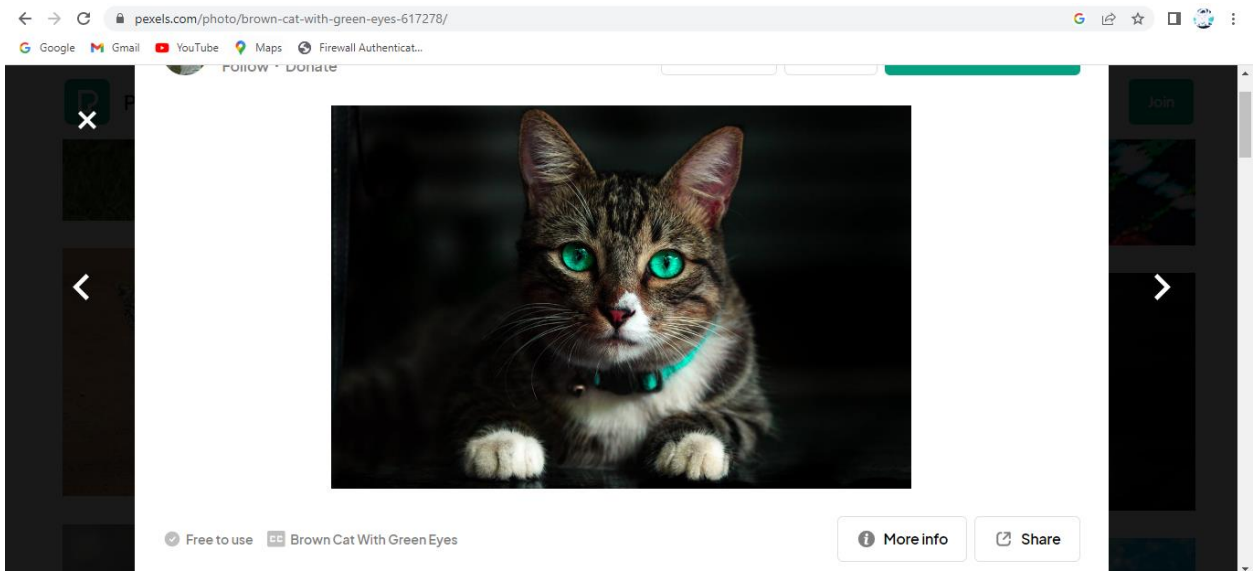 pexels.com/photo/brown-cat-with-green-eyes-617278/
Google Gmail YouTube Maps Firewall Authenticat...
Follow · Donate
P
Join
Free to use CC Brown Cat With Green Eyes
More info Share